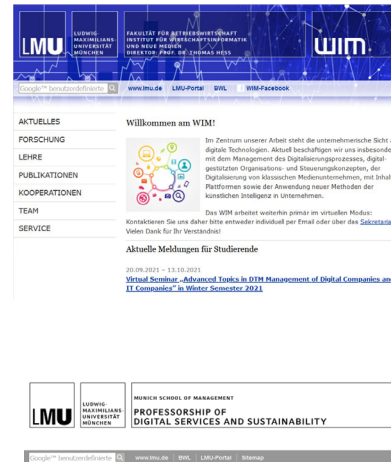 LMU
LUDWIG-
MAXIMILIANS-
UNIVERSITÄT
MÜNCHEN
FAKULTÄT FÜR BETRIEBSWIRTSCHAFT
INSTITUT FÜR WIRTSCHAFTSINFORMATIK
UND NEUE MEDIEN
DIREKTOR: PROF. DR. THOMAS HESS
wim
Google™ benutzerdefinierte
www.lmu.de LMU-Portal BWL WIM-Facebook
AKTUELLES
FORSCHUNG
LEHRE
PUBLIKATIONEN
KOOPERATIONEN
TEAM
SERVICE
Willkommen am WIM!
Im Zentrum unserer Arbeit steht die unternehmerische Sicht
digitale Technologien. Aktuell beschäftigen wir uns insbesonde
mit dem Management des Digitalisierungsprozesses, digital-
gestützten Organisations- und Steuerungskonzepten, der
Digitalisierung von klassischen Medienunternehmen, mit Inhalt
Plattformen sowie der Anwendung neuer Methoden der
künstlichen Intelligenz in Unternehmen.
Das WIM arbeitet weiterhin primär im virtuellen Modus:
Kontaktieren Sie uns daher bitte entweder individuell per Email oder über das Sekretaria
Vielen Dank für Ihr Verständnis!
Aktuelle Meldungen für Studierende
20.09.2021 – 13.10.2021
Virtual Seminar „Advanced Topics in DTM Management of Digital Companies and
IT Companies" in Winter Semester 2021
LMU
LUDWIG-
MAXIMILIANS-
UNIVERSITÄT
MÜNCHEN
MUNICH SCHOOL OF MANAGEMENT
PROFESSORSHIP OF
DIGITAL SERVICES AND SUSTAINABILITY
Google™ benutzerdefinierte
www.lmu.de BWL LMU-Portal Sitemap